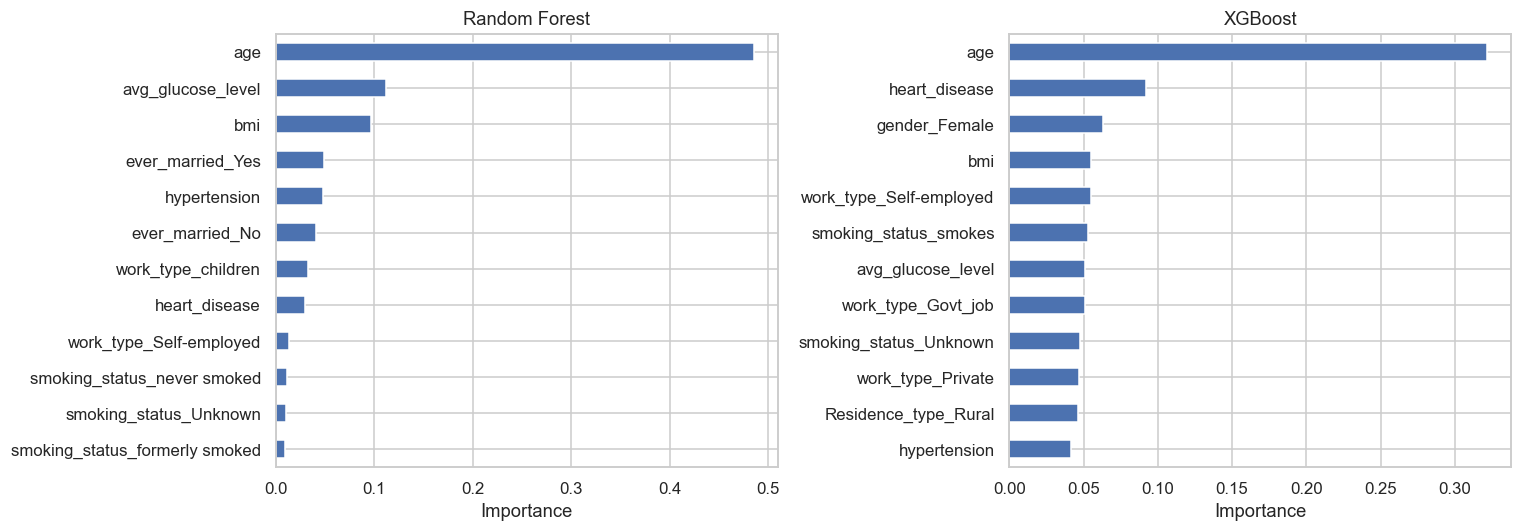 Random Forest
age
avg_glucose_level
bmi
ever_married_Yes
hypertension
ever_married_No
work_type_children
heart_disease
work_type_Self-employed
smoking_status_never smoked
smoking_status_Unknown
smoking_status_formerly smoked
0.0 0.1 0.2 0.3 0.4 0.5
Importance
XGBoost
age
heart_disease
gender_Female
bmi
work_type_Self-employed
smoking_status_smokes
avg_glucose_level
work_type_Govt_job
smoking_status_Unknown
work_type_Private
Residence_type_Rural
hypertension
0.00 0.05 0.10 0.15 0.20 0.25 0.30
Importance